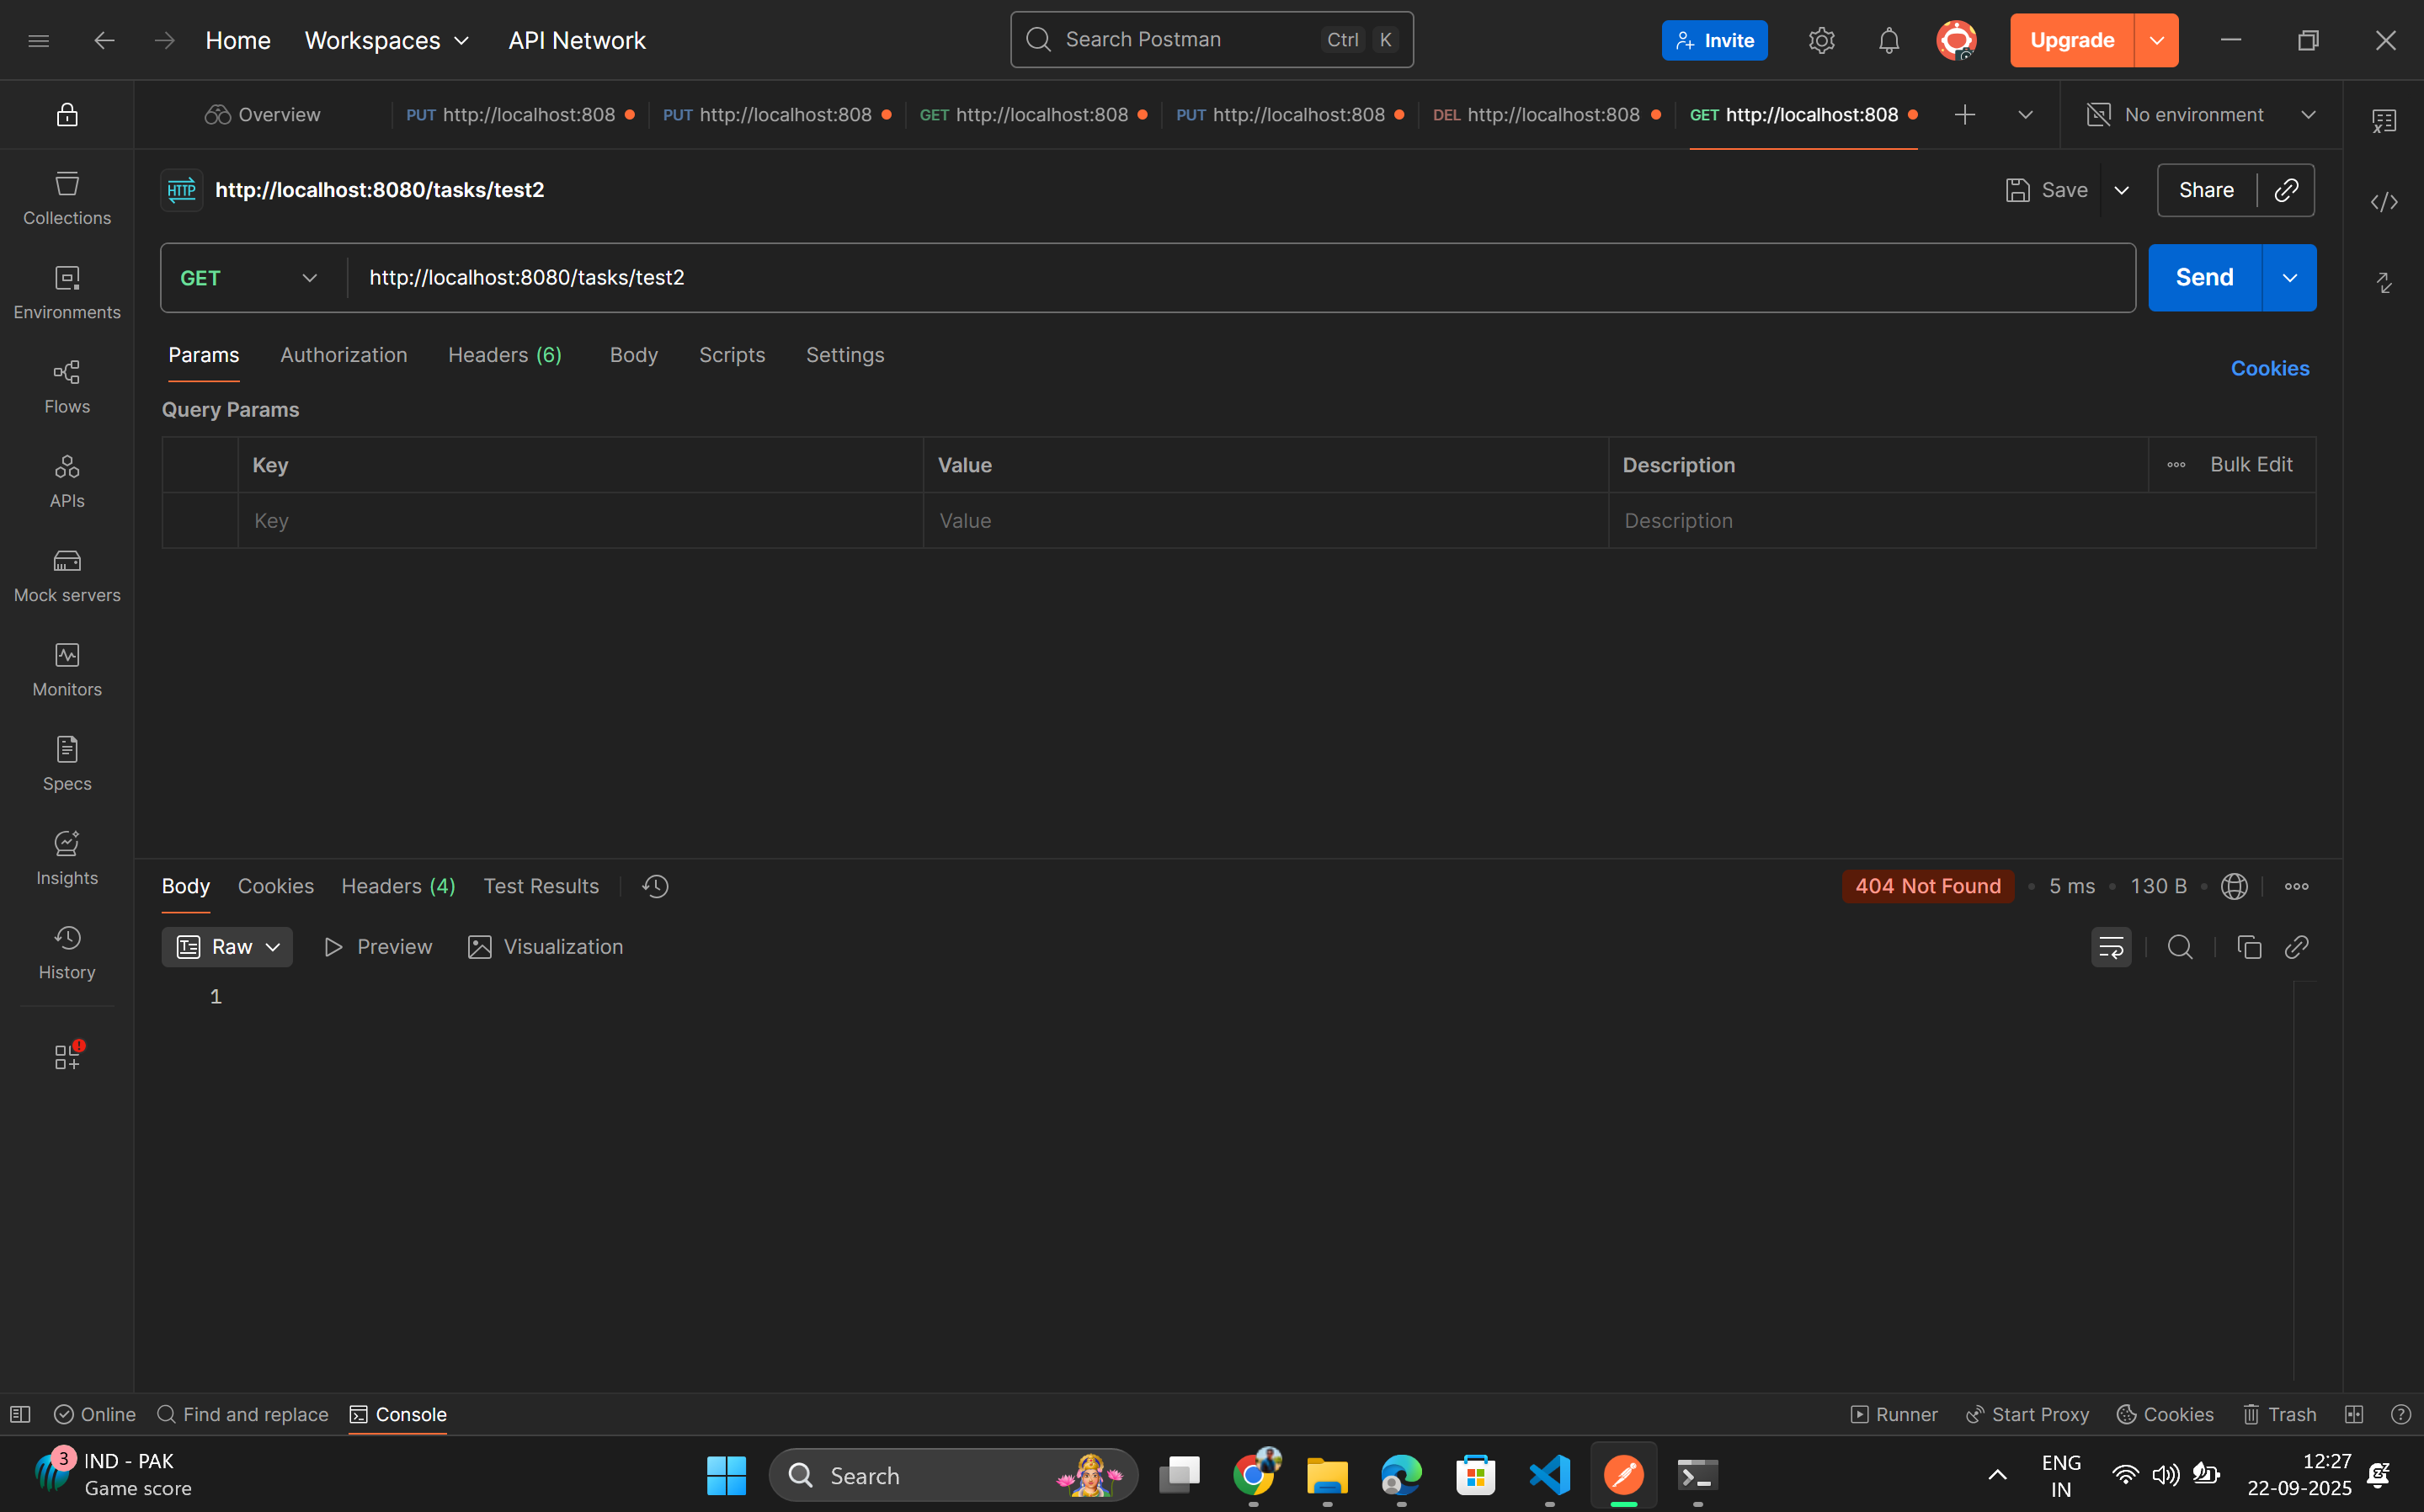 Home Workspaces API Network Search Postman Ctrl K Invite Upgrade
Overview PUT http://localhost:808 PUT http://localhost:808 GET http://localhost:808 PUT http://localhost:808 DEL http://localhost:808 GET http://localhost:808 No environment
HTTP http://localhost:8080/tasks/test2 Save Share
GET http://localhost:8080/tasks/test2 Send
Params Authorization Headers (6) Body Scripts Settings Cookies
Query Params
Key Value Description Bulk Edit
Key Value Description
Collections
Environments
Flows
APIs
Mock servers
Monitors
Specs
Insights
History
Body Cookies Headers (4) Test Results 404 Not Found 5 ms 130 B
Raw Preview Visualization
1
Online Find and replace Console Runner Start Proxy Cookies Trash
3 IND - PAK
Game score
Search
ENG
IN
12:27
22-09-2025